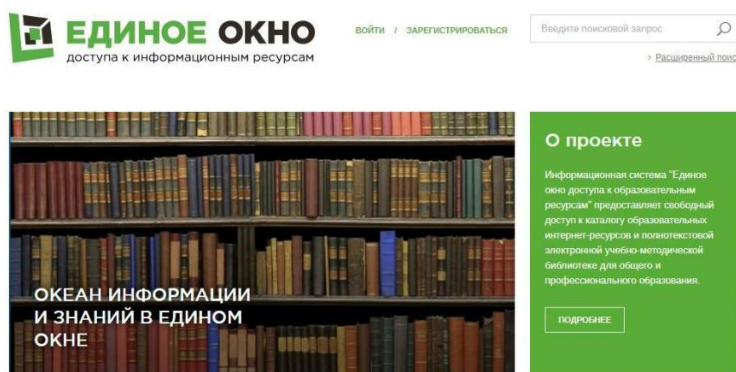 ЕДИНОЕ ОКНО
доступа к информационным ресурсам
ВОЙТИ / ЗАРЕГИСТРИРОВАТЬСЯ
Введите поисковой запрос
> Расширенный поиск
ОКЕАН ИНФОРМАЦИИ
И ЗНАНИЙ В ЕДИНОМ
ОКНЕ
О проекте
Информационная система "Единое
окно доступа к образовательным
ресурсам" предоставляет свободный
доступ к каталогу образовательных
интернет-ресурсов и полнотекстовой
электронной учебно-методической
библиотеке для общего и
профессионального образования.
ПОДРОБНЕЕ